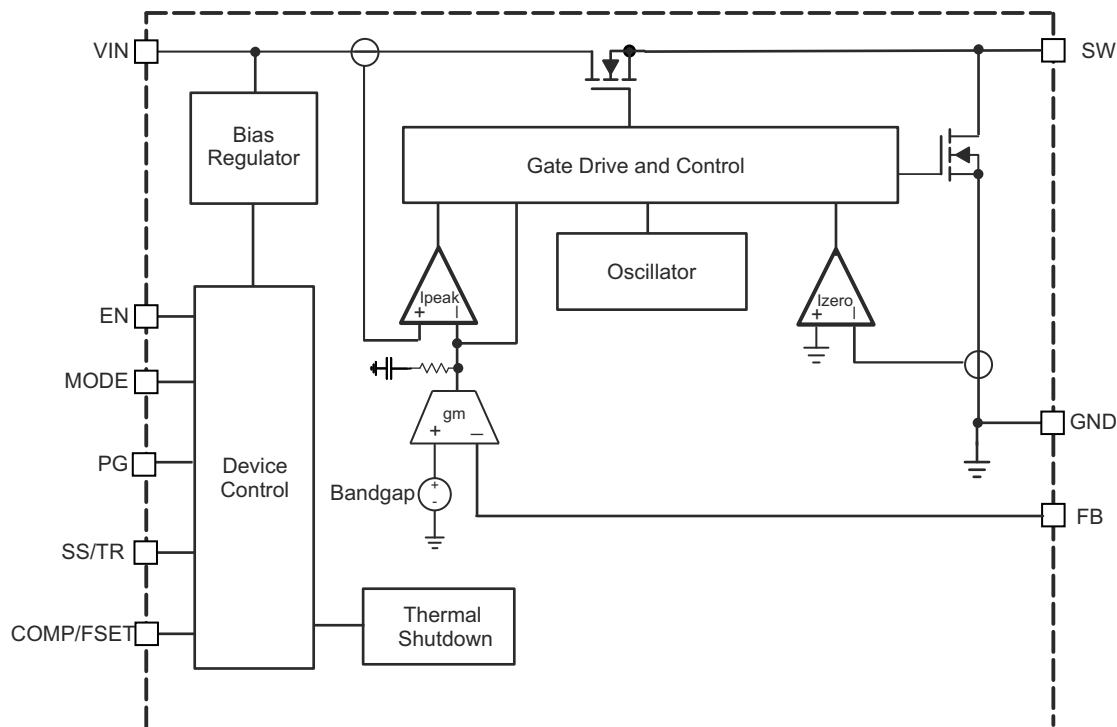 VIN
SW
Bias
Regulator
Gate Drive and Control
Oscillator
Ipeak
+ –
Izero
+ –
EN
MODE
PG
SS/TR
COMP/FSET
Device
Control
gm
+ –
Bandgap
+
-
GND
FB
Thermal
Shutdown